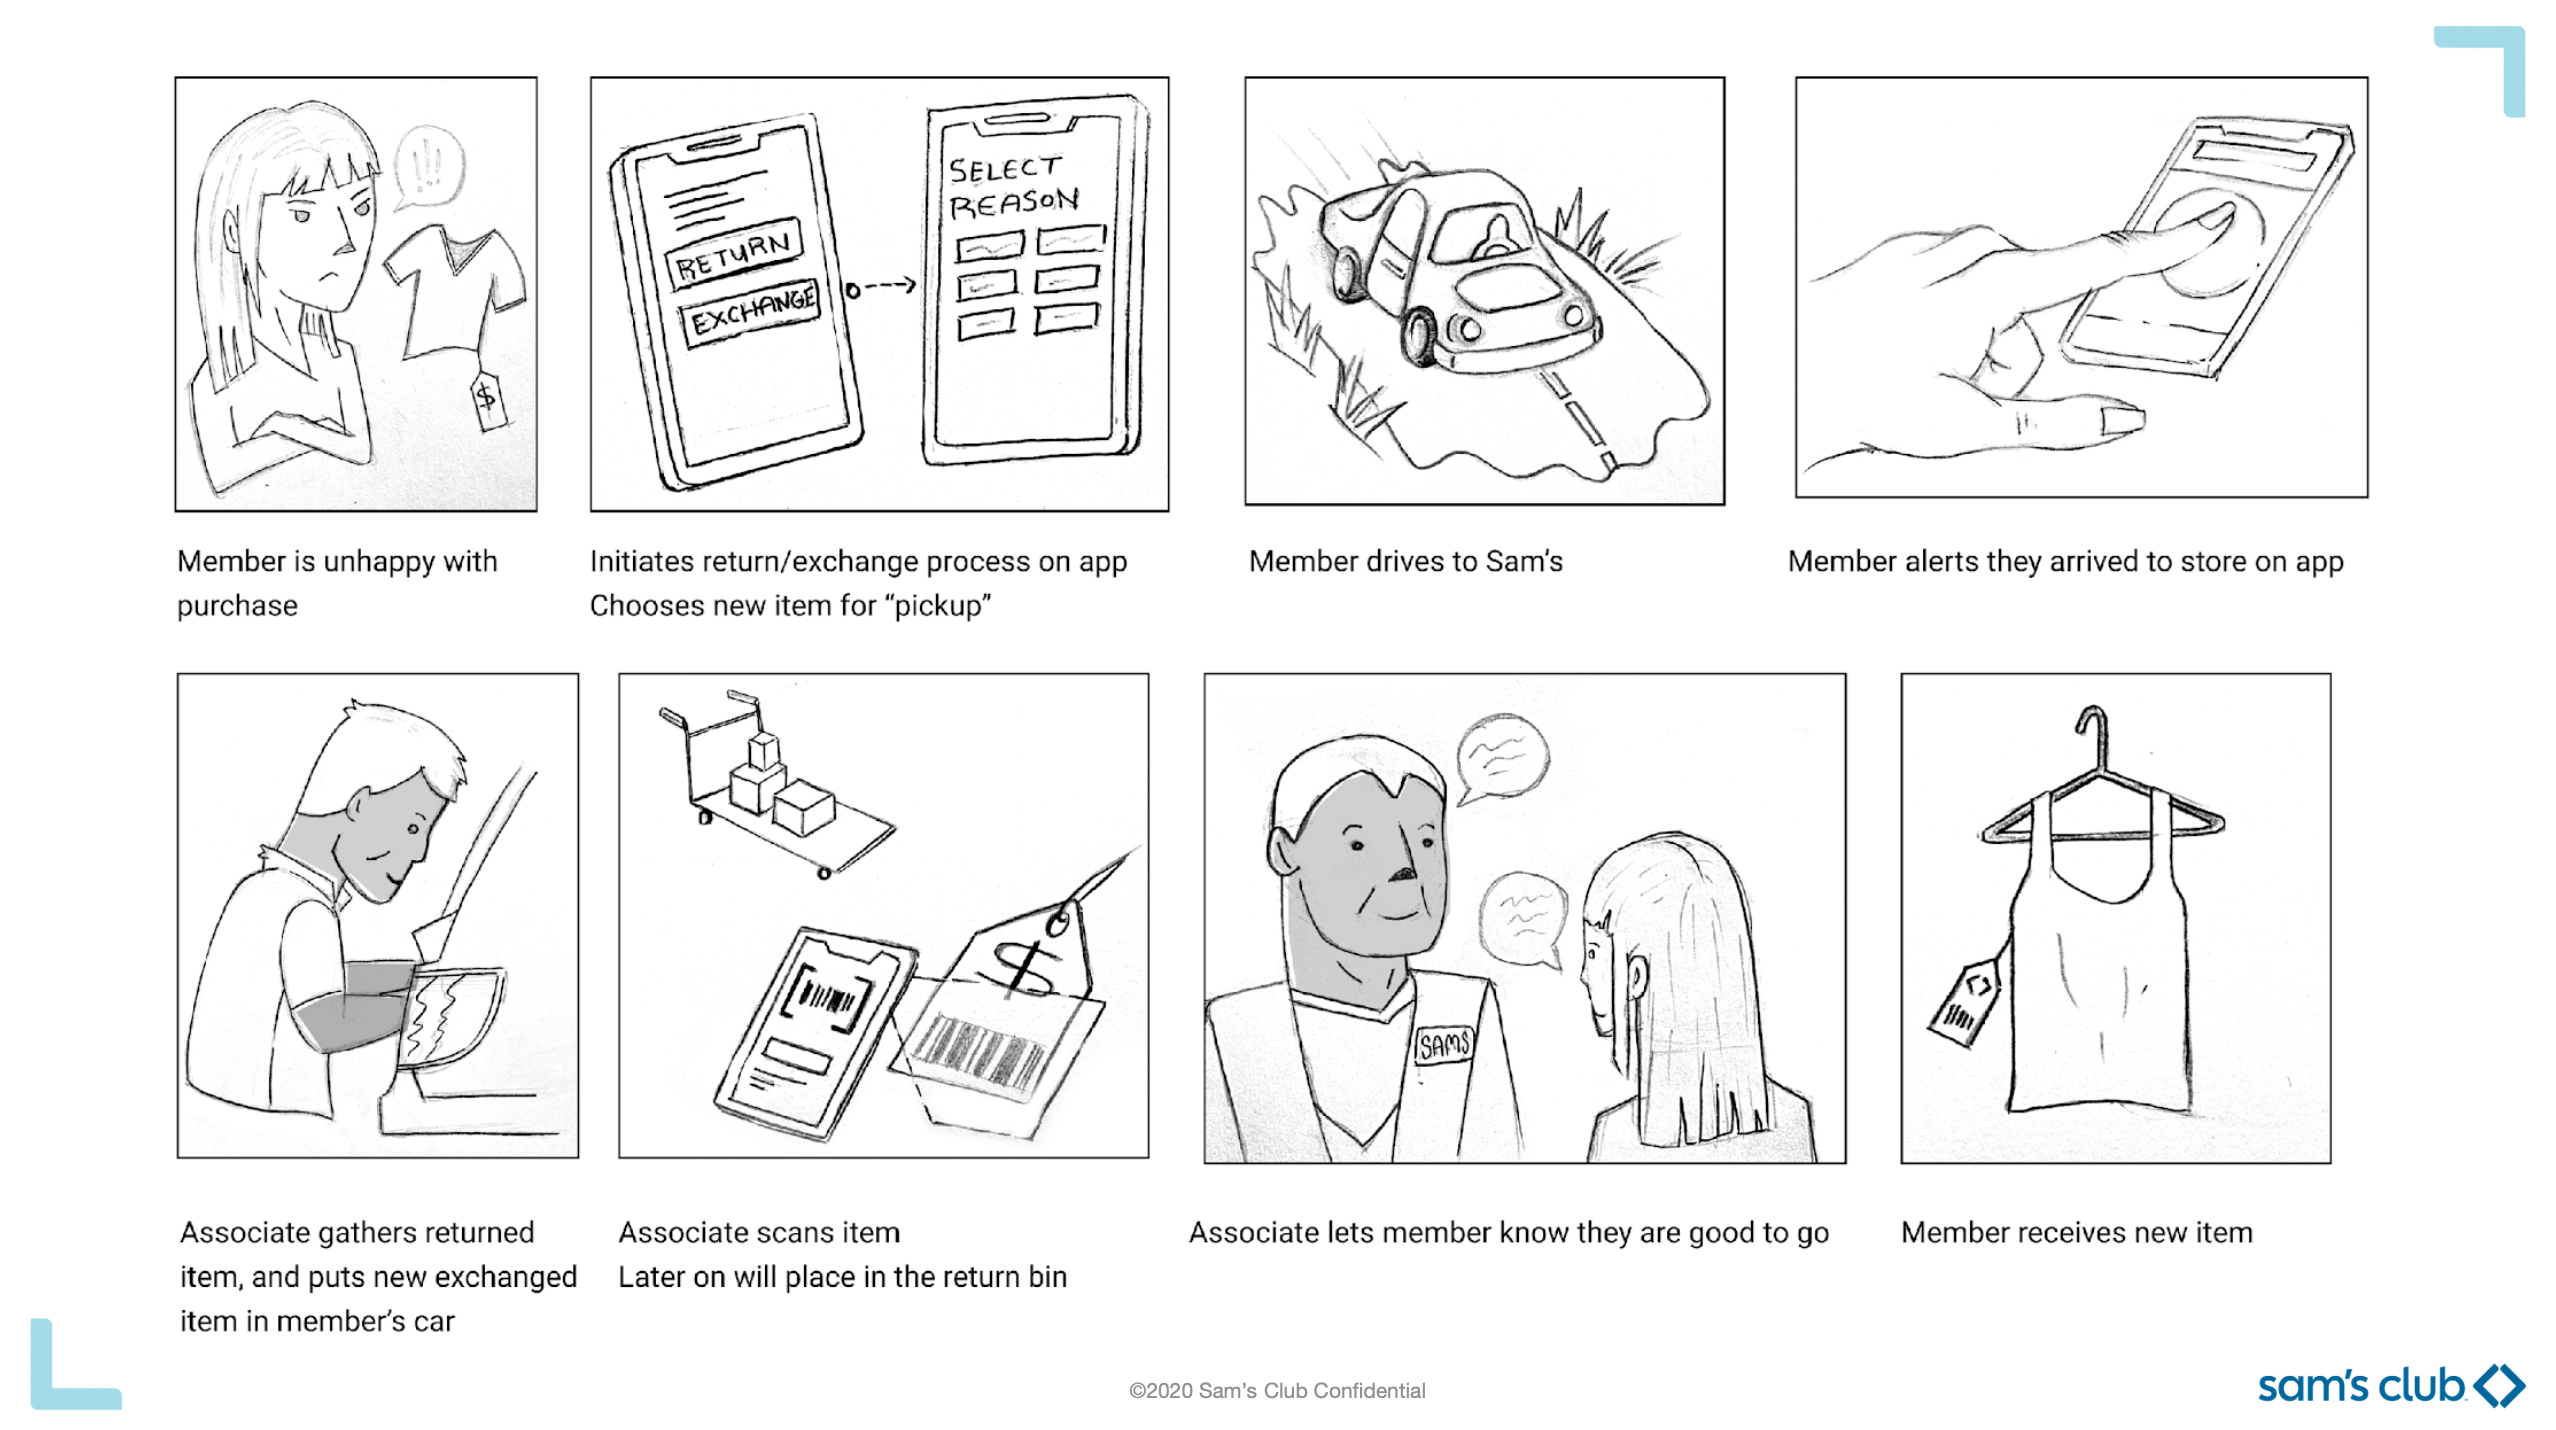 !!!
$
RETURN
EXCHANGE
SELECT
REASON
Member is unhappy with
purchase
Initiates return/exchange process on app
Chooses new item for “pickup”
Member drives to Sam’s
Member alerts they arrived to store on app
$
SAMS
Associate gathers returned
item, and puts new exchanged
item in member’s car
Associate scans item
Later on will place in the return bin
Associate lets member know they are good to go
Member receives new item
©2020 Sam’s Club Confidential
sam’s club